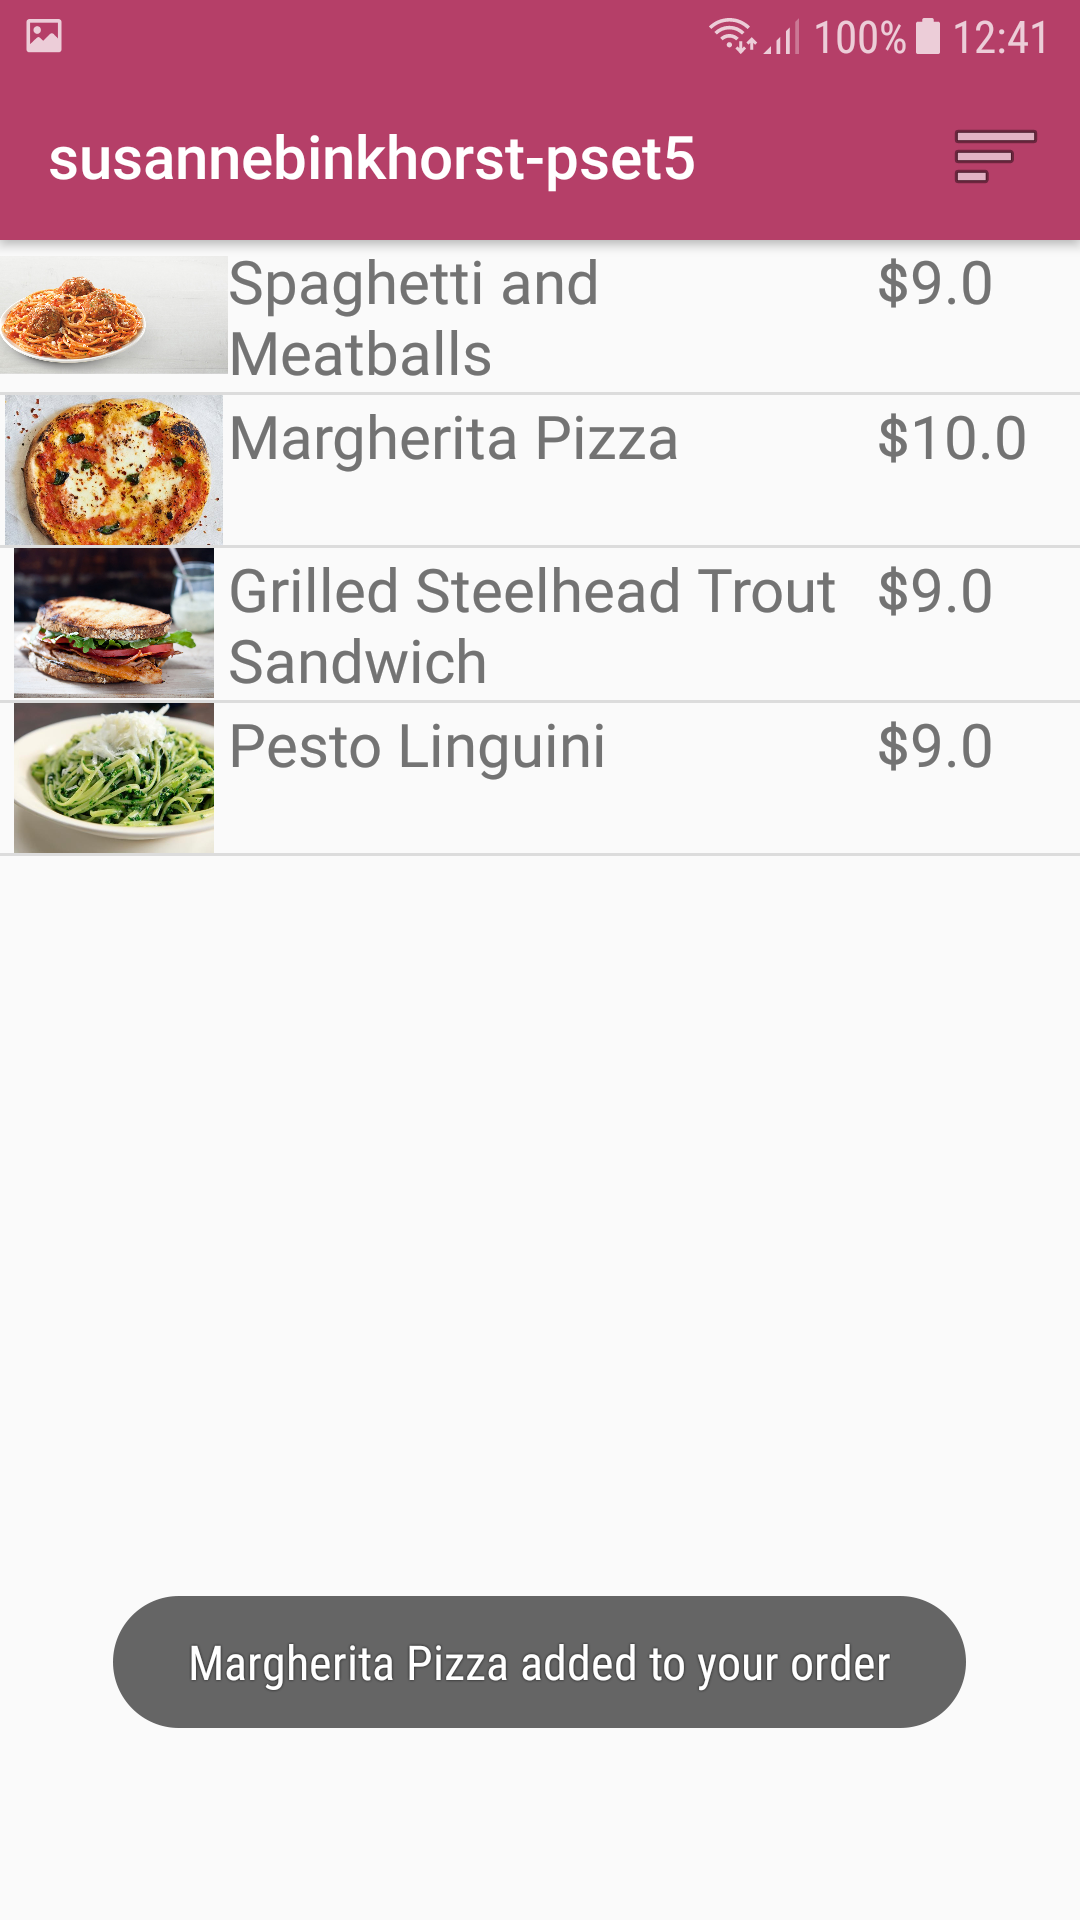 100% 12:41
susannebinkhorst-pset5
Spaghetti and $9.0
Meatballs
Margherita Pizza $10.0
Grilled Steelhead Trout $9.0
Sandwich
Pesto Linguini $9.0
Margherita Pizza added to your order